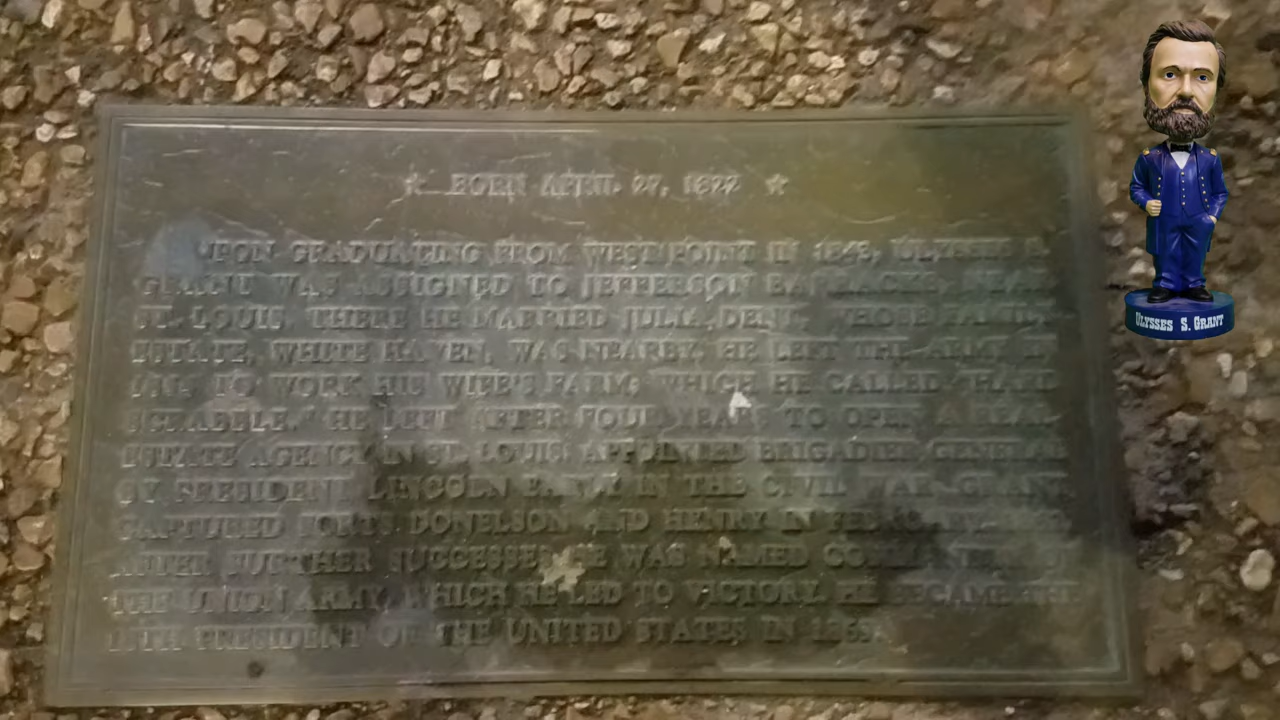 ★ BORN APRIL 27, 1822 ★
UPON GRADUATING FROM WEST POINT IN 1843, ULYSSES S.
GRANT WAS ASSIGNED TO JEFFERSON BARRACKS, NEAR
ST. LOUIS. THERE HE MARRIED JULIA DENT, WHOSE FAMILY
ESTATE, WHITE HAVEN, WAS NEARBY. HE LEFT THE ARMY IN
TO WORK HIS WIFE'S FARM, WHICH HE CALLED "HARD
SCRABBLE." HE LEFT AFTER FOUR YEARS TO OPEN A REAL
ESTATE AGENCY IN ST. LOUIS. APPOINTED BRIGADIER GENERAL
BY PRESIDENT LINCOLN EARLY IN THE CIVIL WAR, GRANT
CAPTURED FORTS DONELSON AND HENRY IN FEBRUARY
AFTER FURTHER SUCCESSES HE WAS NAMED COMMANDER OF
THE UNION ARMY, WHICH HE LED TO VICTORY. HE BECAME THE
18TH PRESIDENT OF THE UNITED STATES IN 1869.
ULYSSES S. GRANT